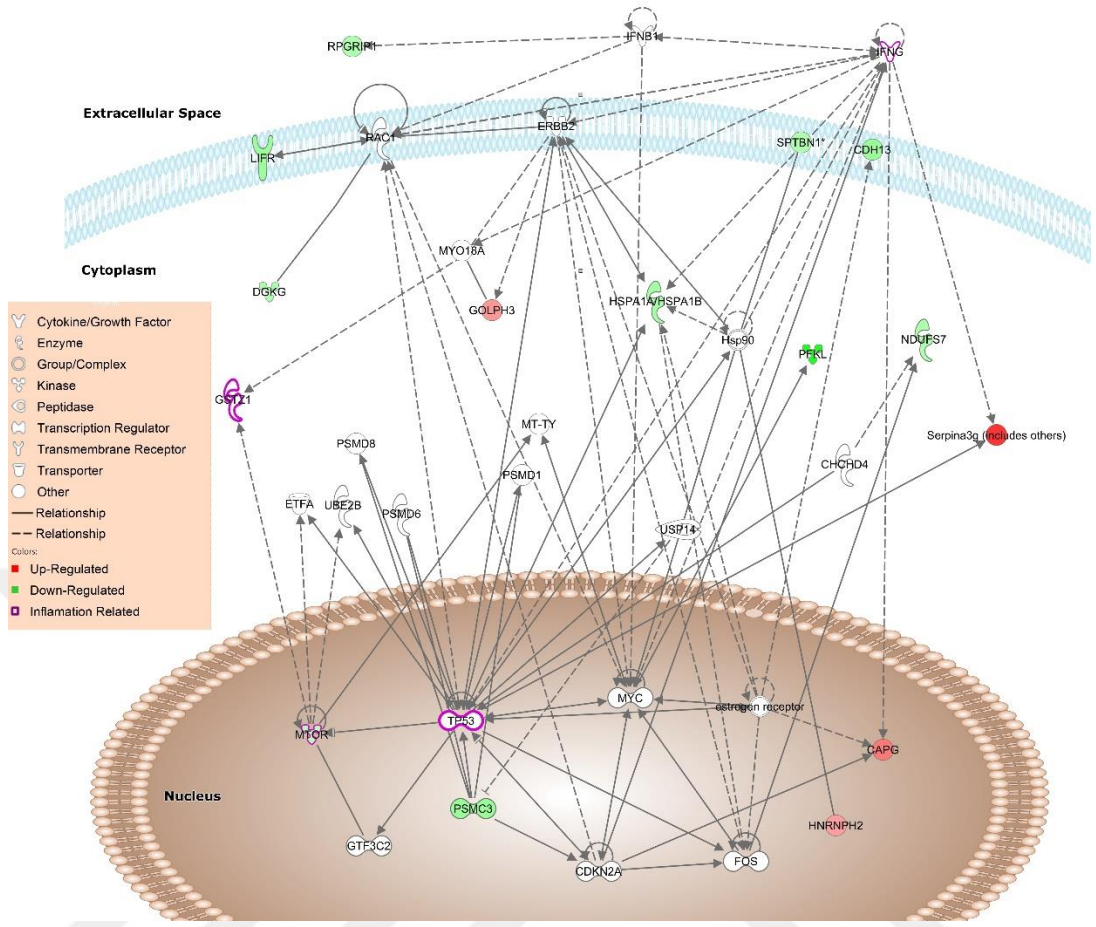 IFNB1
RPGRIP1
IFNG
Extracellular Space
ERBB2
RAC1
SPTBN1*
CDH13
LIFR
MYO18A
Cytoplasm
DGKG
HSPA1A/HSPA1B
GOLPH3
Hsp90
NDUFS7
PFKL
Cytokine/Growth Factor
Enzyme
Group/Complex
Kinase
Peptidase
Transcription Regulator
Transmembrane Receptor
Transporter
Other
Relationship
Relationship
Colors:
Up-Regulated
Down-Regulated
Inflamation Related
GSTZ1
MT-TY
PSMD8
Serpina3g (includes others)
CHCHD4
PSMD1
ETFA
UBE2B
PSMD6
USP14
MYC
estrogen receptor
TP53
MTOR
CAPG
Nucleus
PSMC3
HNRNPH2
GTF3C2
FOS
CDKN2A